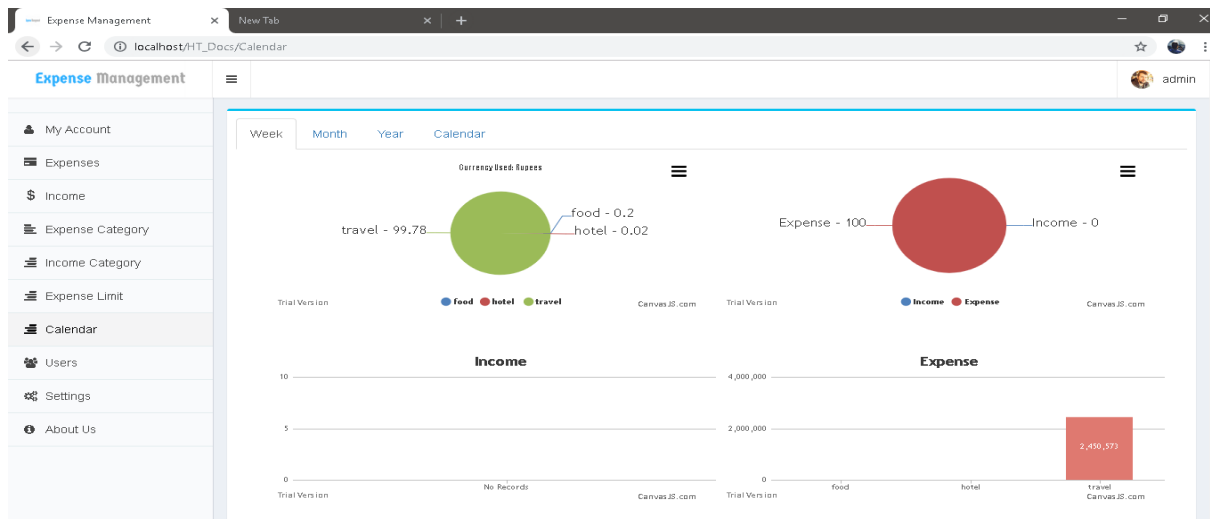 Expense Management
New Tab
localhost/HT_Docs/Calendar
Expense Management
admin
My Account
Expenses
Income
Expense Category
Income Category
Expense Limit
Calendar
Users
Settings
About Us
Week Month Year Calendar
Currency Used: Rupees
travel - 99.78
food - 0.2
hotel - 0.02
food hotel travel
Trial Version
CanvasJS.com
Expense - 100
Income - 0
Income Expense
Trial Version
CanvasJS.com
Income
10
5
0
No Records
Trial Version
CanvasJS.com
Expense
4,000,000
2,000,000
2,450,573
0
food hotel travel
Trial Version
CanvasJS.com